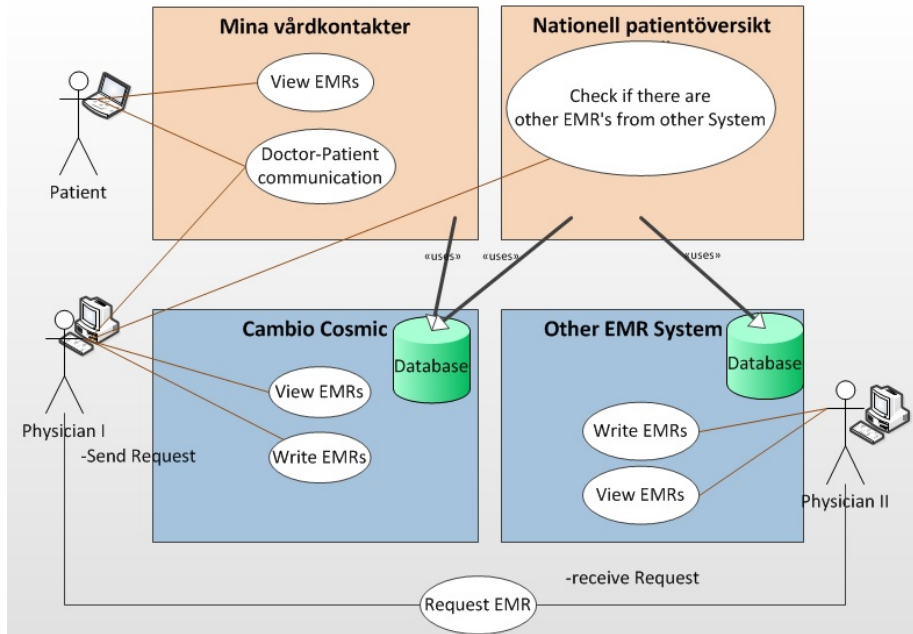 Mina vårdkontakter
Nationell patientöversikt
View EMRs
Check if there are
other EMR's from other System
Doctor-Patient
communication
Patient
«uses»
«uses»
«uses»
Cambio Cosmic
Other EMR System
Database
Database
View EMRs
Write EMRs
Physician I
-Send Request
Write EMRs
View EMRs
Physician II
-receive Request
Request EMR